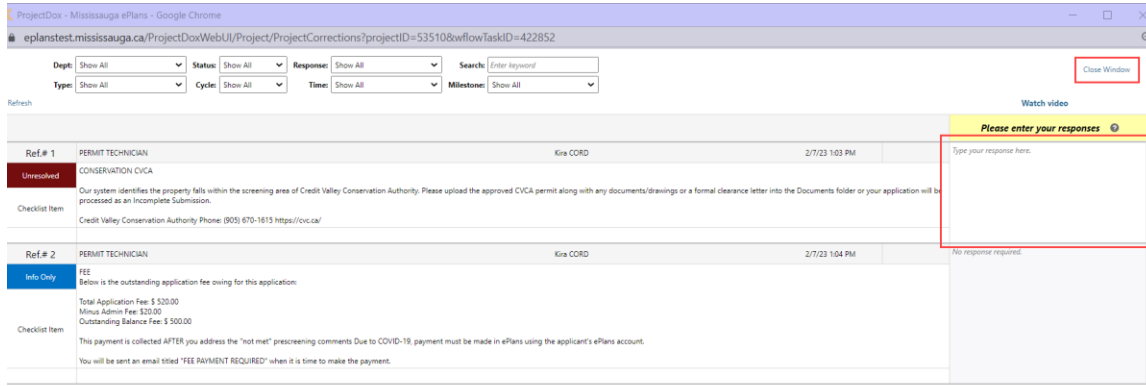 ProjectDox - Mississauga ePlans - Google Chrome
eplanstest.mississauga.ca/ProjectDoxWebUI/Project/ProjectCorrections?projectID=53510&wflowTaskID=422852
Dept: Show All Status: Show All Response: Show All Search: Enter keyword
Close Window
Type: Show All Cycle: Show All Time: Show All Milestone: Show All
Refresh Watch video
Please enter your responses ?
Ref.# 1 PERMIT TECHNICIAN Kira CORD 2/7/23 1:03 PM Type your response here.
Unresolved CONSERVATION CVCA
Our system identifies the property falls within the screening area of Credit Valley Conservation Authority. Please upload the approved CVCA permit along with any documents/drawings or a formal clearance letter into the Documents folder or your application will be
processed as an Incomplete Submission.
Checklist Item
Credit Valley Conservation Authority Phone: (905) 670-1615 https://cvc.ca/
Ref.# 2 PERMIT TECHNICIAN Kira CORD 2/7/23 1:04 PM No response required.
Info Only FEE
Below is the outstanding application fee owing for this application:
Total Application Fee: $ 520.00
Minus Admin Fee: $20.00
Outstanding Balance Fee: $ 500.00
Checklist Item
This payment is collected AFTER you address the "not met" prescreening comments Due to COVID-19, payment must be made in ePlans using the applicant's ePlans account.
You will be sent an email titled "FEE PAYMENT REQUIRED" when it is time to make the payment.